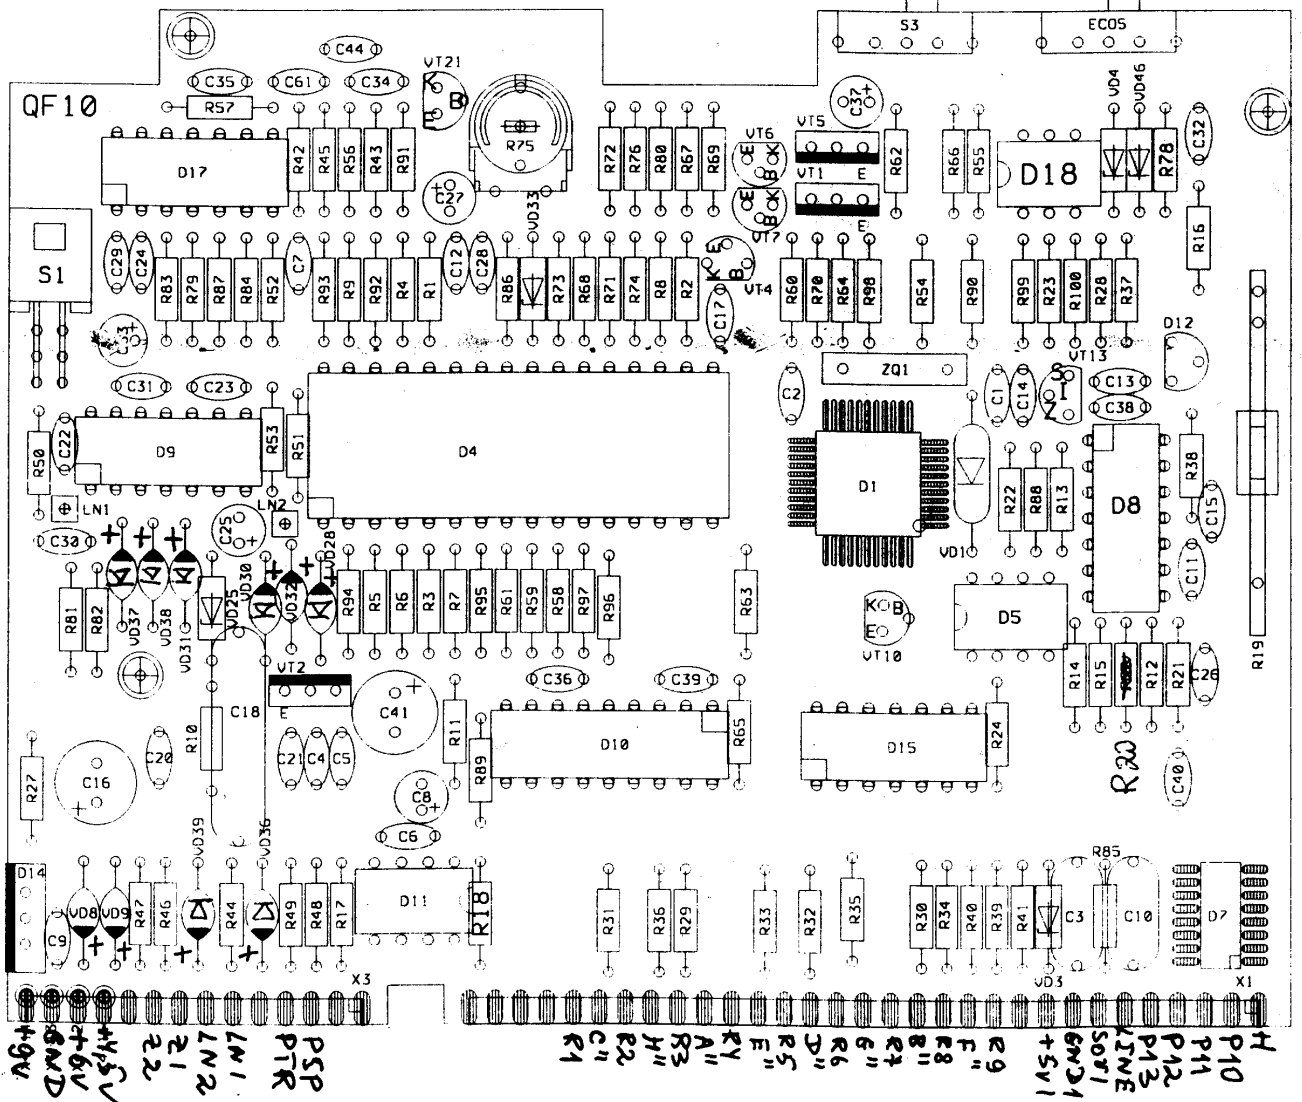 S3 ECO5
C44
VT21
C35 C61 C34 K VD4 VD46
QF10 R57 B C37
E R75 VT6 VT5 C32
D17 R42 R45 R56 R43 R91 R72 R76 R80 R67 R69 E K B R62 R66 R55 D18 R78
C27 VD33 VT1 E
E K B VT7 E R16
S1 C29 C24 R83 R79 R87 R84 R52 C7 R93 R9 R92 R4 R1 C12 C28 R86 R73 R68 R71 R74 R8 R2 E K B VT4 R60 R70 R64 R98 R54 R90 R99 R23 R100 R28 R37
C33 C17 D12
VT13
C31 C23 C2 ZQ1 C1 C14 S I Z C13
C38
R50 C22 D9 R53 R51 D4 D1 R22 R88 R13 D8 R38
LN1 C25 LN2 C15
C30 VD28 VD1 C11
R81 R82 VD37 VD38 VD31 VD25 VD30 VD32 R94 R5 R6 R3 R7 R95 R61 R59 R58 R97 R96 R63 K B E VT10 D5 R19
VT2 R14 R15 R12 R21 C26
E C18 C36 C39
R10 C41 R11 R89 D10 R65 D15 R24 R20
R27 C16 C20 C21 C4 C5 C8 C40
VD39 VD36 C6
D14 R85
C9 VD8 VD9 R47 R46 R44 R49 R48 R17 D11 R18 R31 R36 R29 R33 R32 R35 R30 R34 R40 R39 R41 C3 C10 D7
X3 VD3 X1
+9V GND +6V Z2 Z1 LN2 LN1 PTR PSP R1 C" R2 H" R3 A" R4 E" R5 D" R6 G" R7 B" R8 F" R9 +5V1 GND1 LINE P13 P12 P11 P10 H